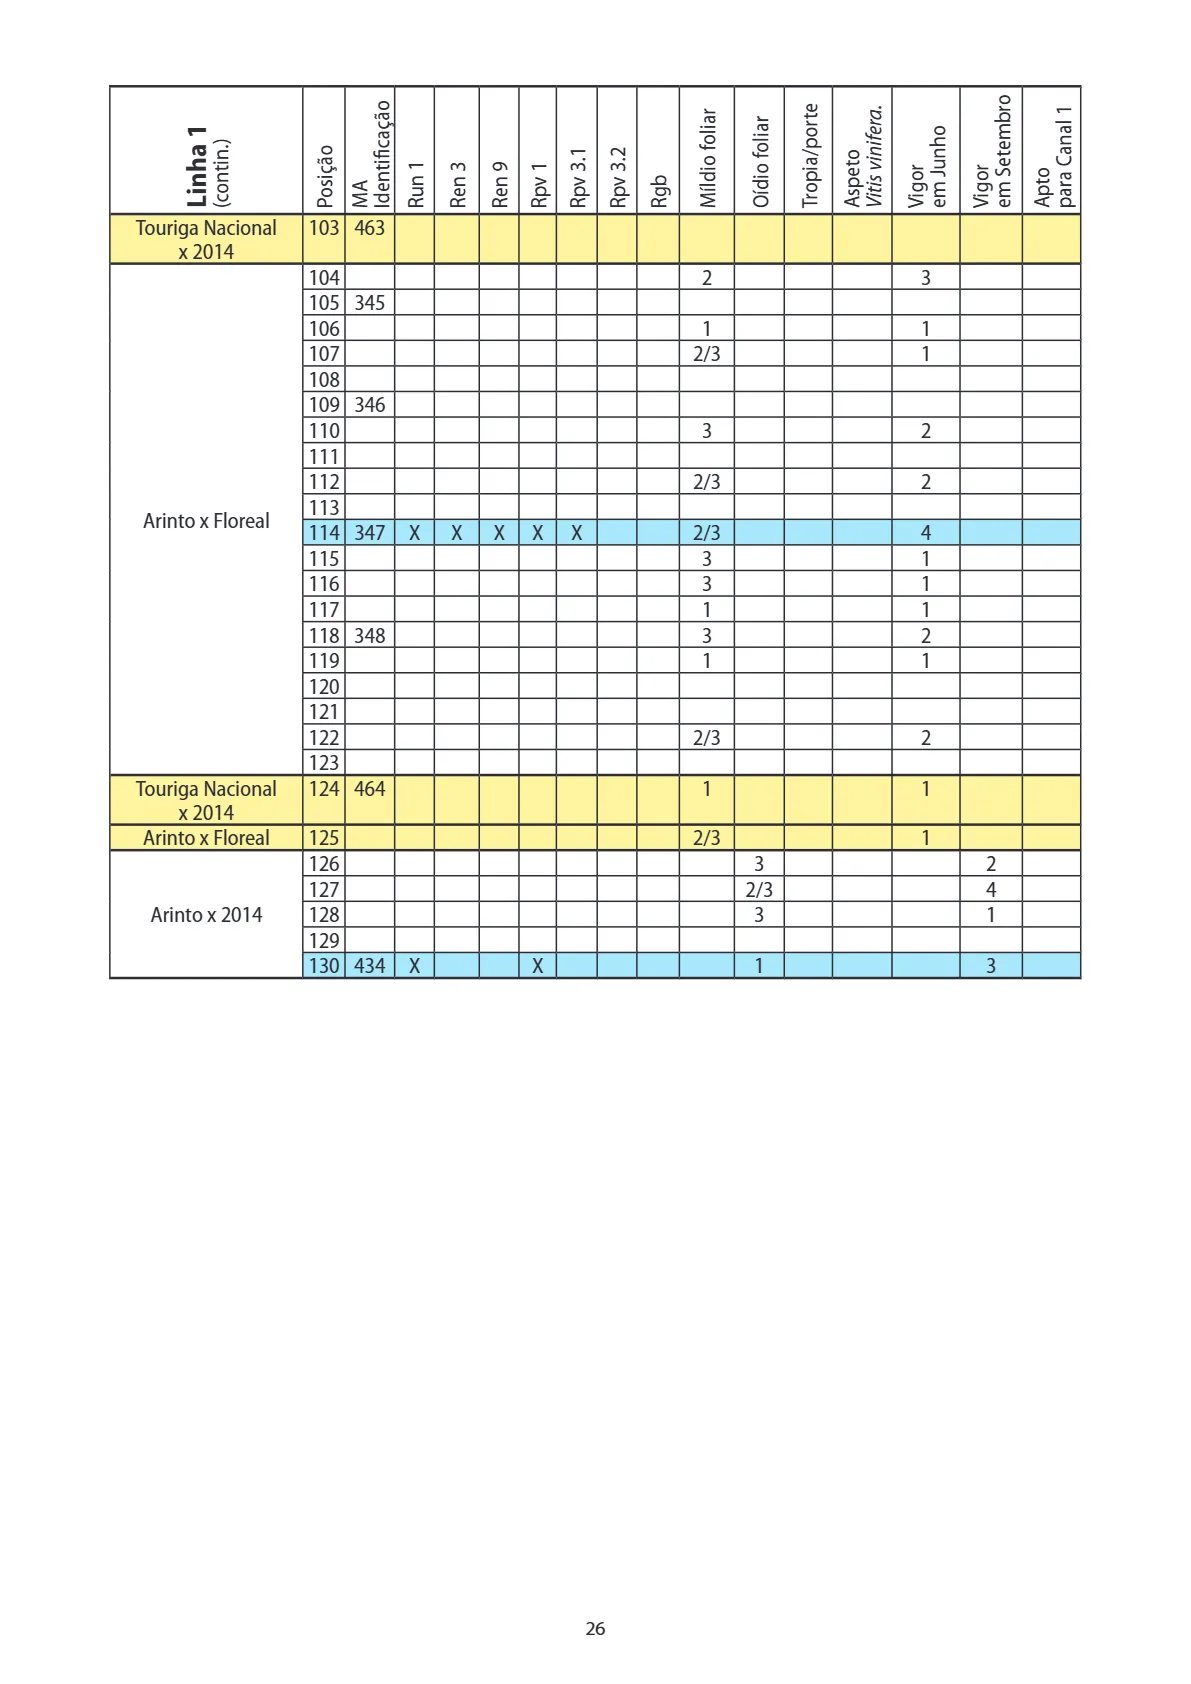 Linha 1
(contin.)
Posição
MA
Identificação
Run 1
Ren 3
Ren 9
Rpv 1
Rpv 3.1
Rpv 3.2
Rgb
Míldio foliar
Oídio foliar
Tropia/porte
Aspeto
Vitis vinifera.
Vigor
em Junho
Vigor
em Setembro
Apto
para Canal 1
Touriga Nacional 103 463
x 2014
104 2 3
105 345
106 1 1
107 2/3 1
108
109 346
110 3 2
111
112 2/3 2
113
Arinto x Floreal
114 347 X X X X X 2/3 4
115 3 1
116 3 1
117 1 1
118 348 3 2
119 1 1
120
121
122 2/3 2
123
Touriga Nacional 124 464 1 1
x 2014
Arinto x Floreal 125 2/3 1
126 3 2
127 2/3 4
Arinto x 2014 128 3 1
129
130 434 X X 1 3
26